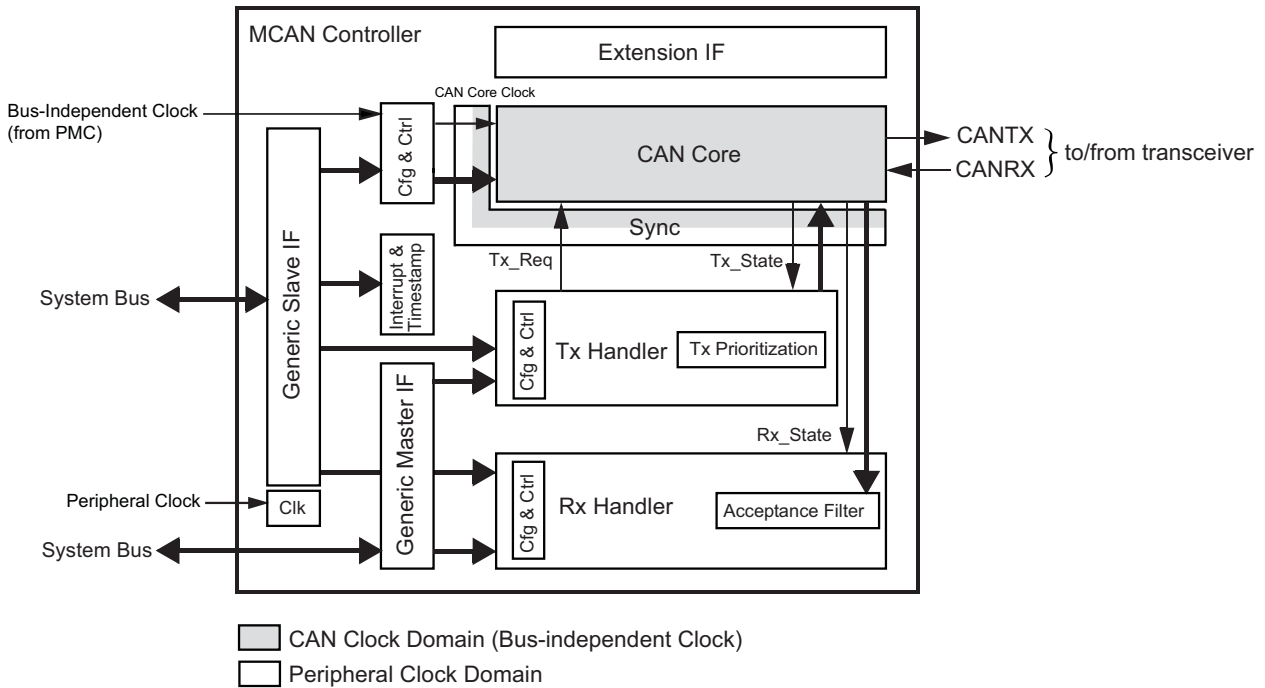 MCAN Controller
Extension IF
CAN Core Clock
Bus-Independent Clock
(from PMC)
Cfg & Ctrl
CAN Core
CANTX
CANRX
to/from transceiver
Sync
Generic Slave IF
Interrupt &
Timestamp
Tx_Req
Tx_State
System Bus
Cfg & Ctrl
Tx Handler
Tx Prioritization
Generic Master IF
Rx_State
Peripheral Clock
Clk
Cfg & Ctrl
Rx Handler
Acceptance Filter
System Bus
CAN Clock Domain (Bus-independent Clock)
Peripheral Clock Domain